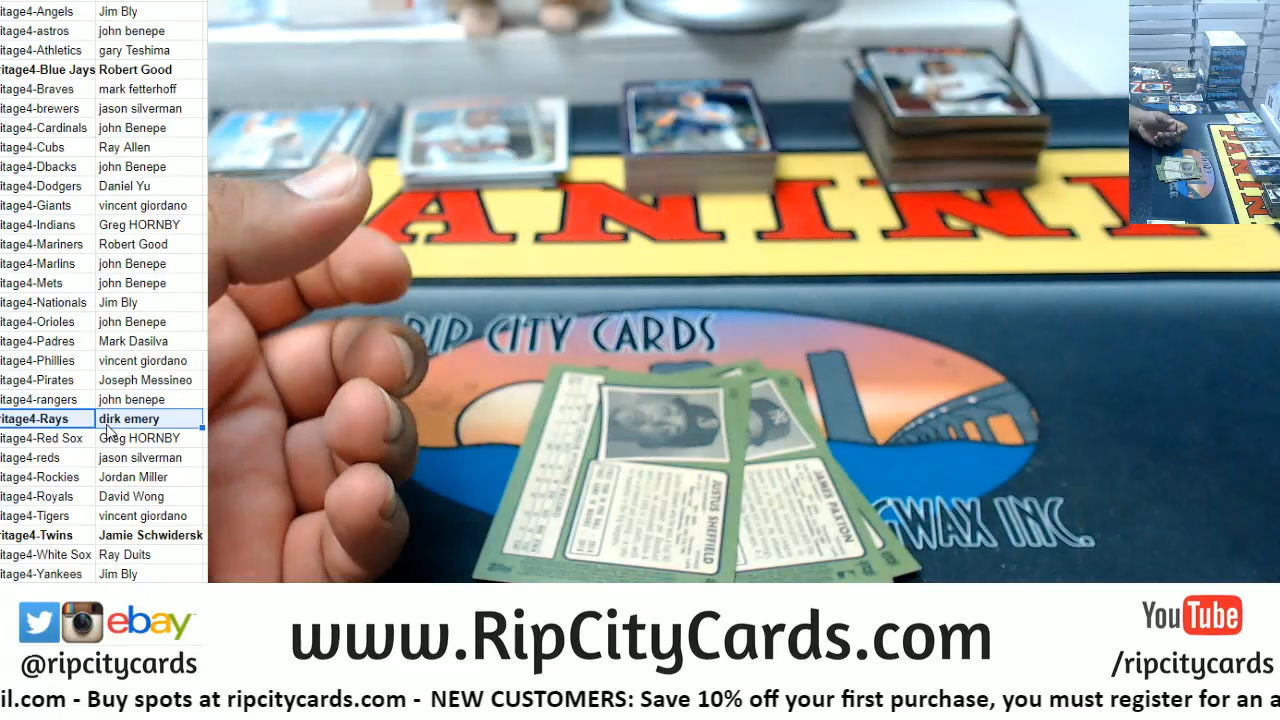 itage4-Angels Jim Bly
itage4-astros john benepe
itage4-Athletics gary Teshima
ritage4-Blue Jays Robert Good
itage4-Braves mark fetterhoff
itage4-brewers jason silverman
itage4-Cardinals john Benepe
itage4-Cubs Ray Allen
itage4-Dbacks john Benepe
itage4-Dodgers Daniel Yu
itage4-Giants vincent giordano
itage4-Indians Greg HORNBY
itage4-Mariners Robert Good
itage4-Marlins john Benepe
itage4-Mets john Benepe
itage4-Nationals Jim Bly
itage4-Orioles john Benepe
itage4-Padres Mark Dasilva
itage4-Phillies vincent giordano
itage4-Pirates Joseph Messineo
itage4-rangers john benepe
ritage4-Rays dirk emery
itage4-Red Sox Greg HORNBY
itage4-reds jason silverman
itage4-Rockies Jordan Miller
itage4-Royals David Wong
itage4-Tigers vincent giordano
itage4-Twins Jamie Schwidersk
itage4-White Sox Ray Duits
itage4-Yankees Jim Bly
ANINI
PANINI
RIP CITY CARDS
GWAX INC.
JUSTUS SHEFFIELD
JAMES PAXTON
ebay
@ripcitycards
www.RipCityCards.com
YouTube
/ripcitycards
il.com - Buy spots at ripcitycards.com - NEW CUSTOMERS: Save 10% off your first purchase, you must register for an a